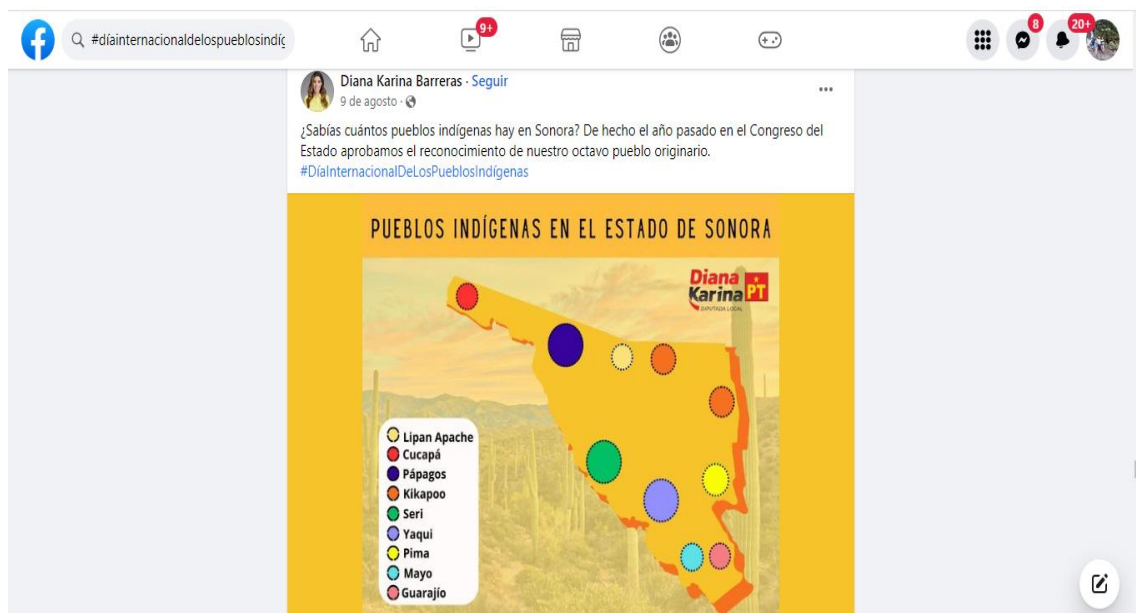 #díainternacionaldelospueblosindíg
9+
8
20+
Diana Karina Barreras · Seguir
9 de agosto ·
¿Sabías cuántos pueblos indígenas hay en Sonora? De hecho el año pasado en el Congreso del
Estado aprobamos el reconocimiento de nuestro octavo pueblo originario.
#DíaInternacionalDeLosPueblosIndígenas
PUEBLOS INDÍGENAS EN EL ESTADO DE SONORA
Diana
Karina PT
DIPUTADA LOCAL
Lipan Apache
Cucapá
Pápagos
Kikapoo
Seri
Yaqui
Pima
Mayo
Guarajío